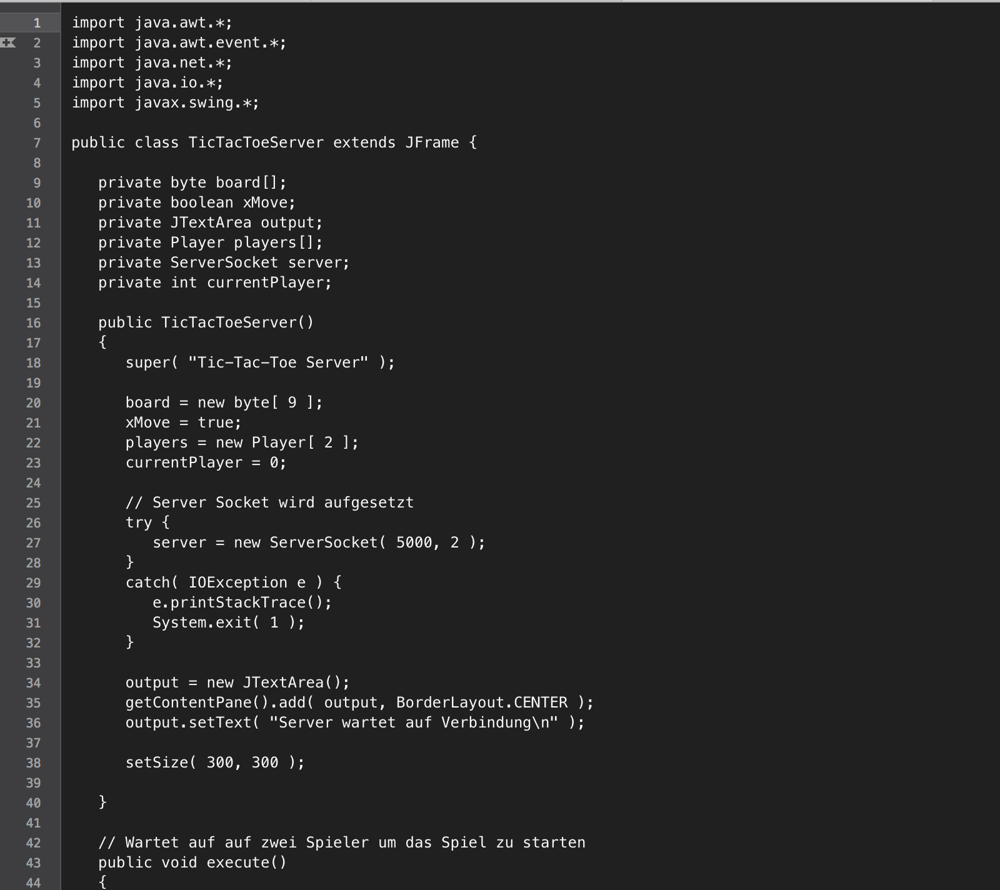 1 import java.awt.*;
2 import java.awt.event.*;
3 import java.net.*;
4 import java.io.*;
5 import javax.swing.*;
6
7 public class TicTacToeServer extends JFrame {
8
9    private byte board[];
10    private boolean xMove;
11    private JTextArea output;
12    private Player players[];
13    private ServerSocket server;
14    private int currentPlayer;
15
16    public TicTacToeServer()
17    {
18       super( "Tic-Tac-Toe Server" );
19
20       board = new byte[ 9 ];
21       xMove = true;
22       players = new Player[ 2 ];
23       currentPlayer = 0;
24
25       // Server Socket wird aufgesetzt
26       try {
27          server = new ServerSocket( 5000, 2 );
28       }
29       catch( IOException e ) {
30          e.printStackTrace();
31          System.exit( 1 );
32       }
33
34       output = new JTextArea();
35       getContentPane().add( output, BorderLayout.CENTER );
36       output.setText( "Server wartet auf Verbindung\n" );
37
38       setSize( 300, 300 );
39
40    }
41
42    // Wartet auf auf zwei Spieler um das Spiel zu starten
43    public void execute()
44    {